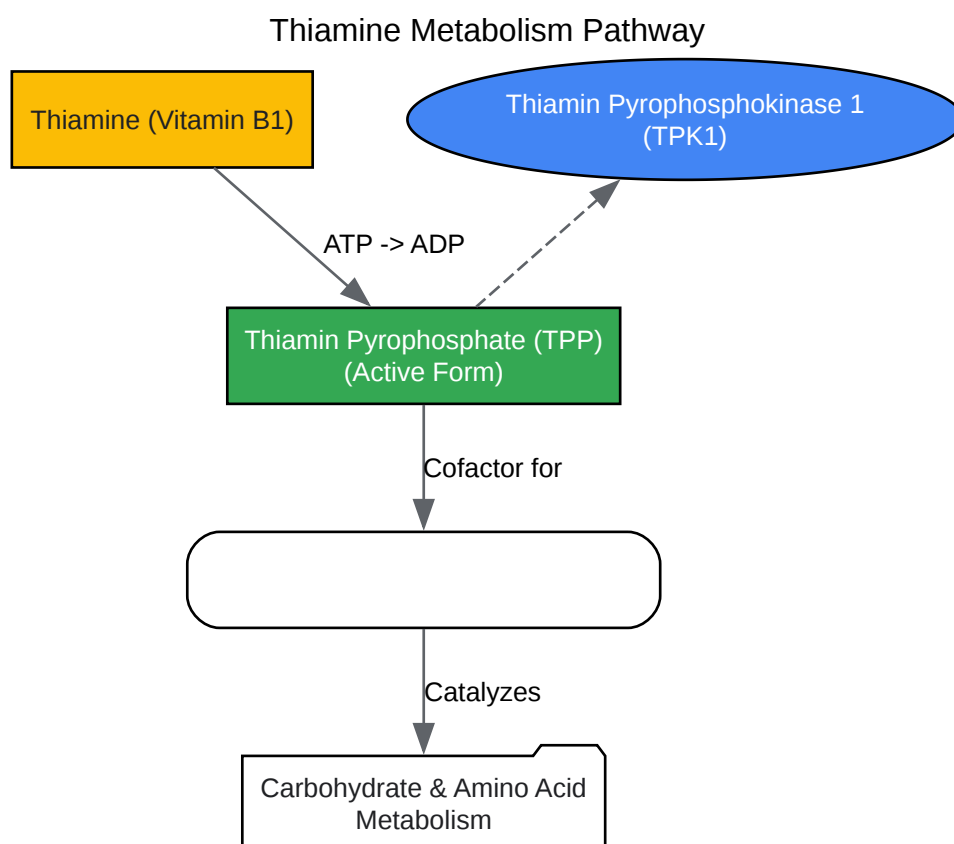 Thiamine Metabolism Pathway
Thiamine (Vitamin B1)
Thiamin Pyrophosphokinase 1
(TPK1)
ATP -> ADP
Thiamin Pyrophosphate (TPP)
(Active Form)
Cofactor for
Catalyzes
Carbohydrate & Amino Acid
Metabolism